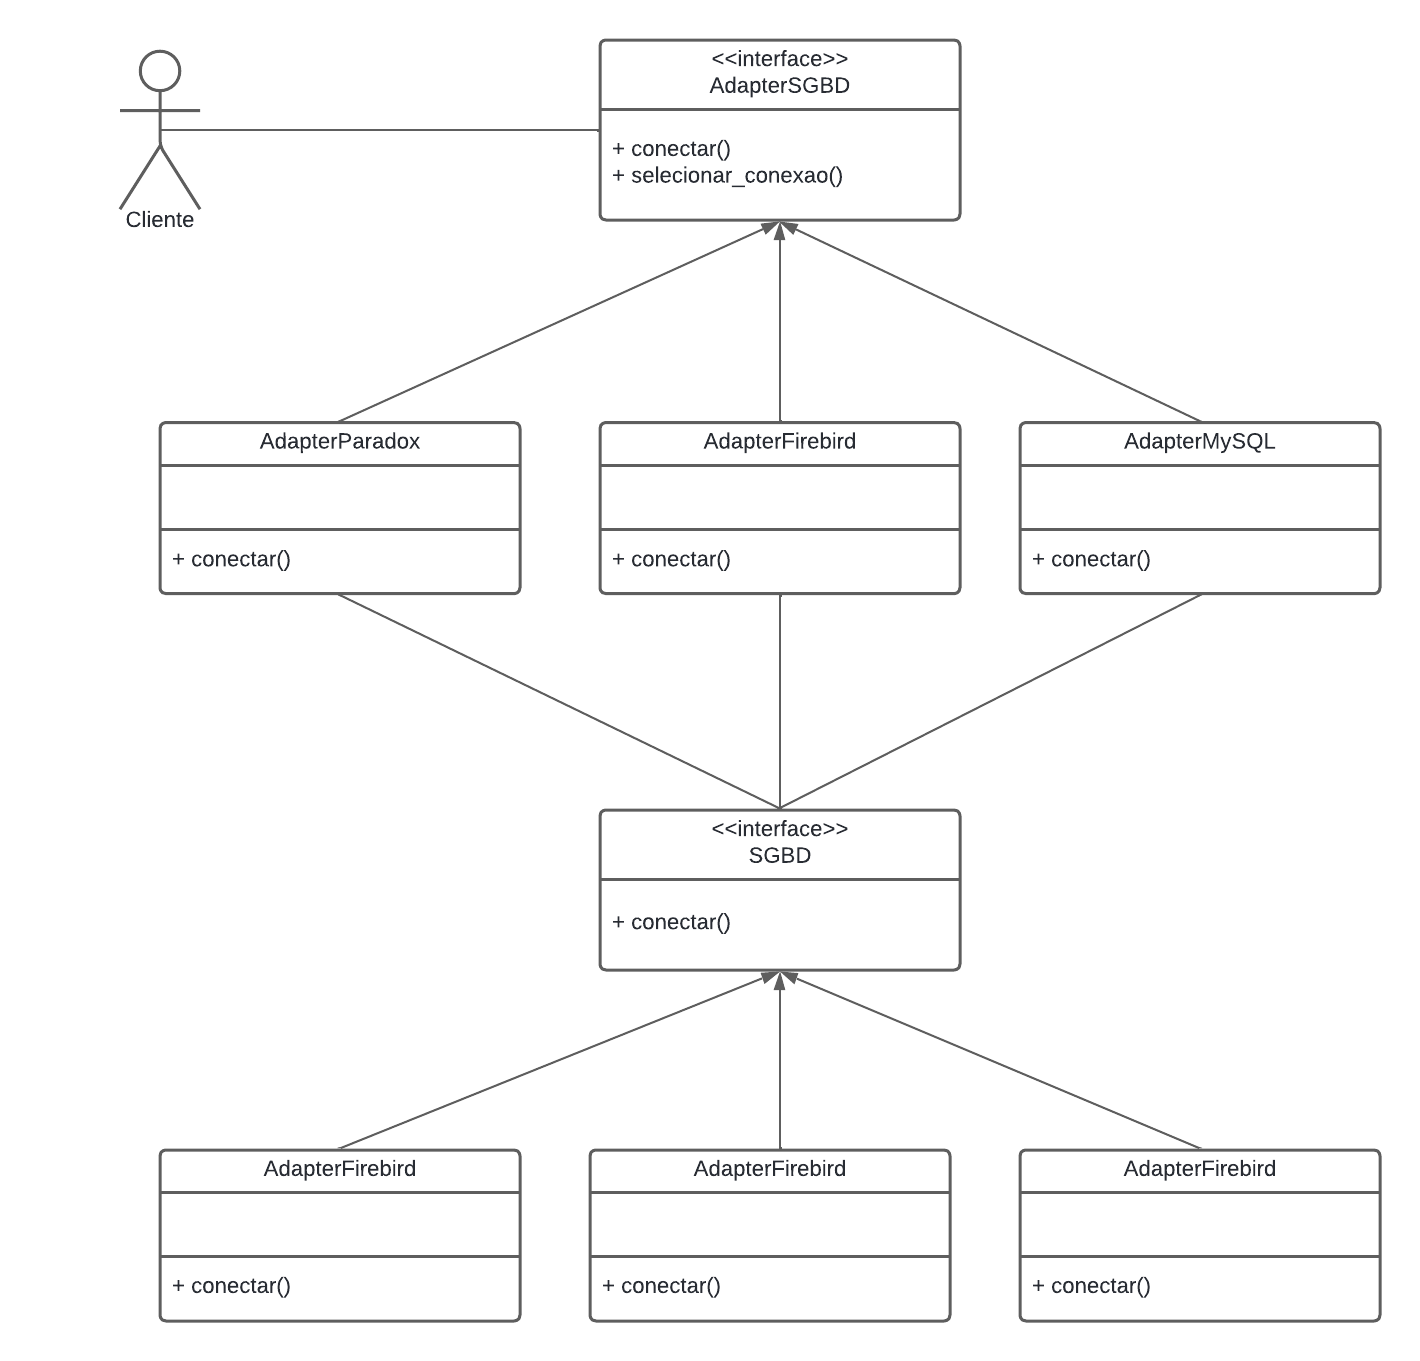 Cliente
<<interface>>
AdapterSGBD
+ conectar()
+ selecionar_conexao()
AdapterParadox
+ conectar()
AdapterFirebird
+ conectar()
AdapterMySQL
+ conectar()
<<interface>>
SGBD
+ conectar()
AdapterFirebird
+ conectar()
AdapterFirebird
+ conectar()
AdapterFirebird
+ conectar()